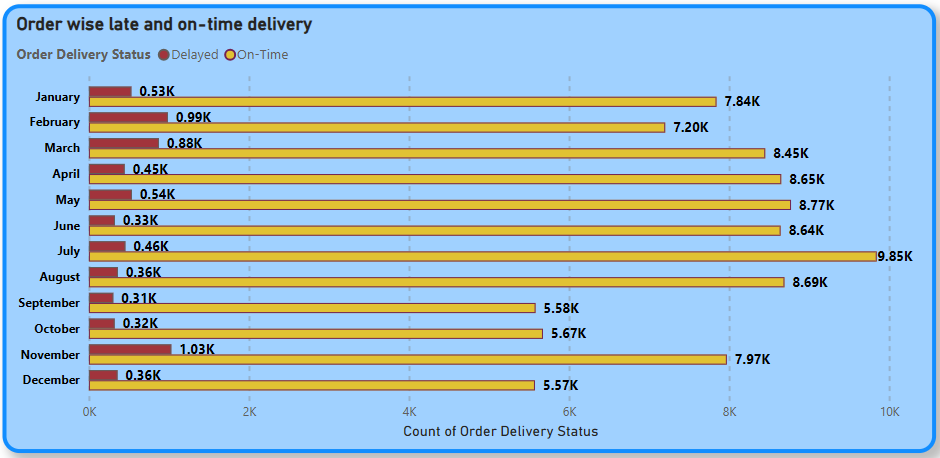 Order wise late and on-time delivery
Order Delivery Status Delayed On-Time
January 0.53K 7.84K
February 0.99K 7.20K
March 0.88K 8.45K
April 0.45K 8.65K
May 0.54K 8.77K
June 0.33K 8.64K
July 0.46K 9.85K
August 0.36K 8.69K
September 0.31K 5.58K
October 0.32K 5.67K
November 1.03K 7.97K
December 0.36K 5.57K
0K 2K 4K 6K 8K 10K
Count of Order Delivery Status